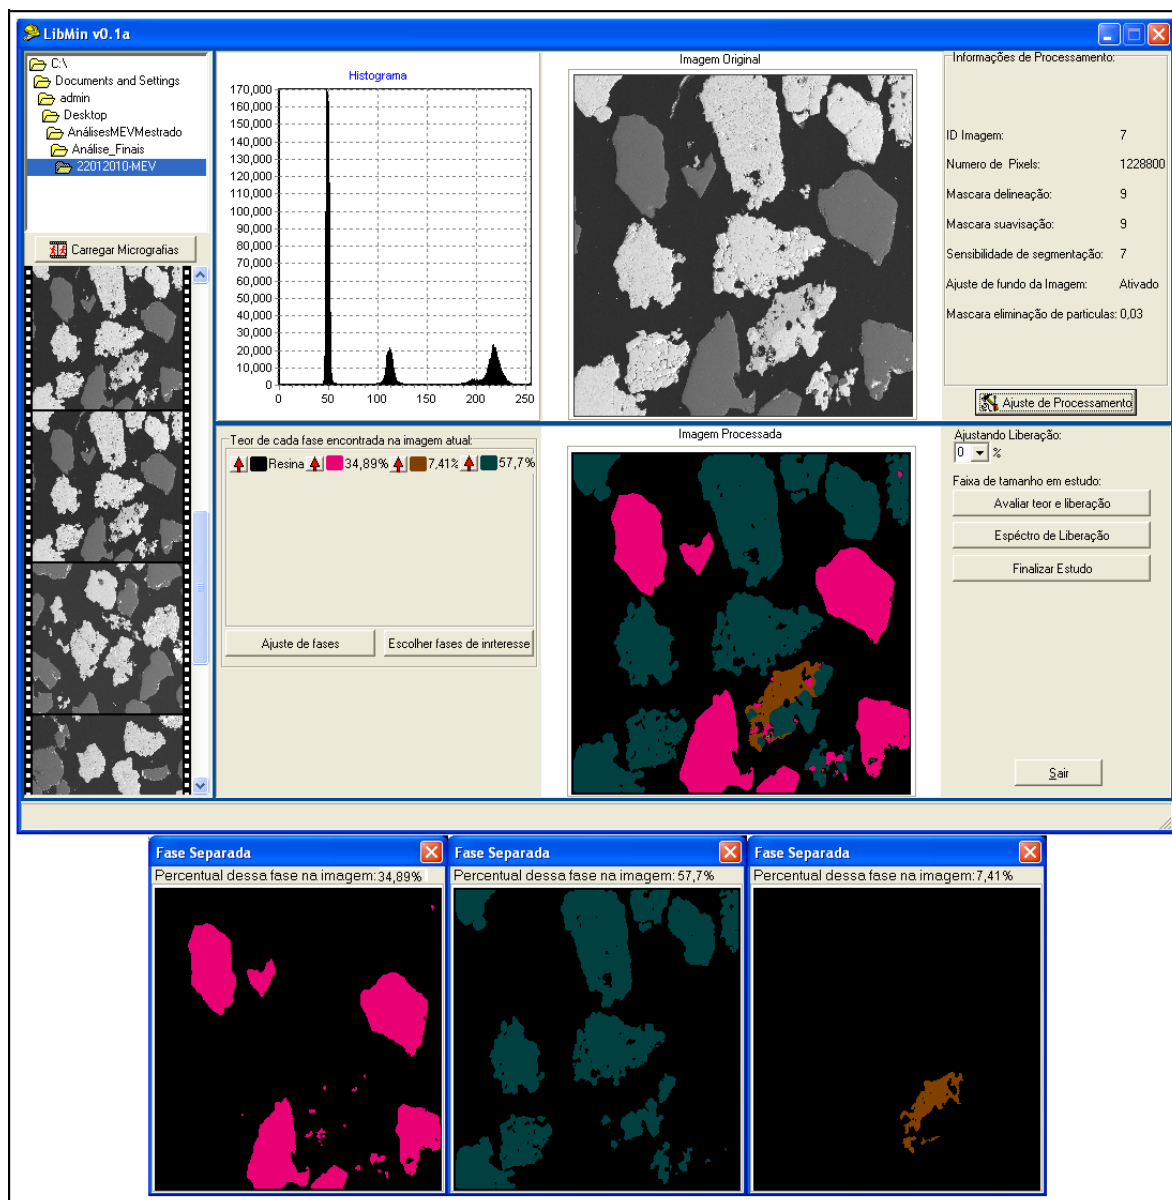 LibMin v0.1a
C:\
Documents and Settings
admin
Desktop
AnálisesMEVMestrado
Análise_Finais
22012010-MEV
Carregar Micrografias
Histograma
170,000
160,000
150,000
140,000
130,000
120,000
110,000
100,000
90,000
80,000
70,000
60,000
50,000
40,000
30,000
20,000
10,000
0
0 50 100 150 200 250
Imagem Original
Informações de Processamento:
ID Imagem: 7
Numero de Pixels: 1228800
Mascara delineação: 9
Mascara suavisação: 9
Sensibilidade de segmentação: 7
Ajuste de fundo da Imagem: Ativado
Mascara eliminação de particulas: 0,03
Ajuste de Processamento
Teor de cada fase encontrada na imagem atual:
Resina 34,89% 7,41% 57,7%
Ajuste de fases
Escolher fases de inrteresse
Imagem Processada
Ajustando Liberação:
0 %
Faixa de tamanho em estudo:
Avaliar teor e liberação
Espéctro de Liberação
Finalizar Estudo
Sair
Fase Separada
Percentual dessa fase na imagem: 34,89%
Fase Separada
Percentual dessa fase na imagem: 57,7%
Fase Separada
Percentual dessa fase na imagem: 7,41%